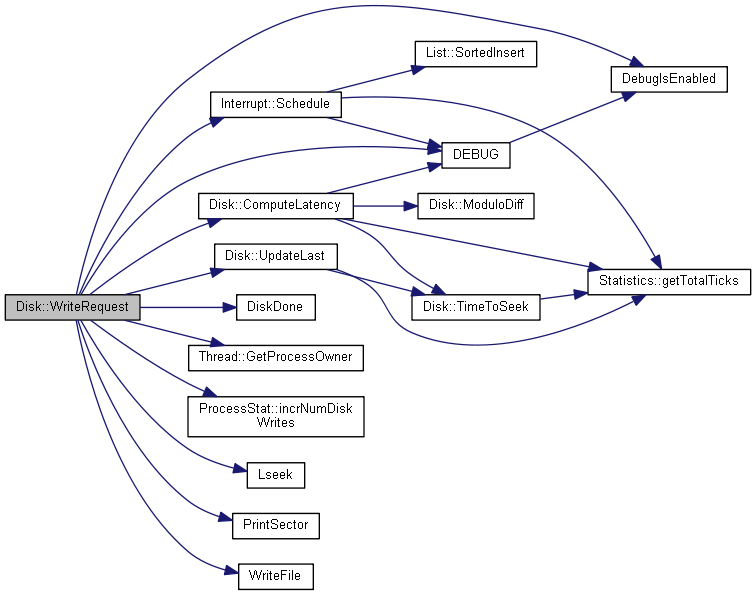 List::SortedInsert
DebugIsEnabled
Interrupt::Schedule
DEBUG
Disk::ComputeLatency
Disk::ModuloDiff
Disk::UpdateLast
Statistics::getTotalTicks
Disk::WriteRequest
DiskDone
Disk::TimeToSeek
Thread::GetProcessOwner
ProcessStat::incrNumDisk
Writes
Lseek
PrintSector
WriteFile